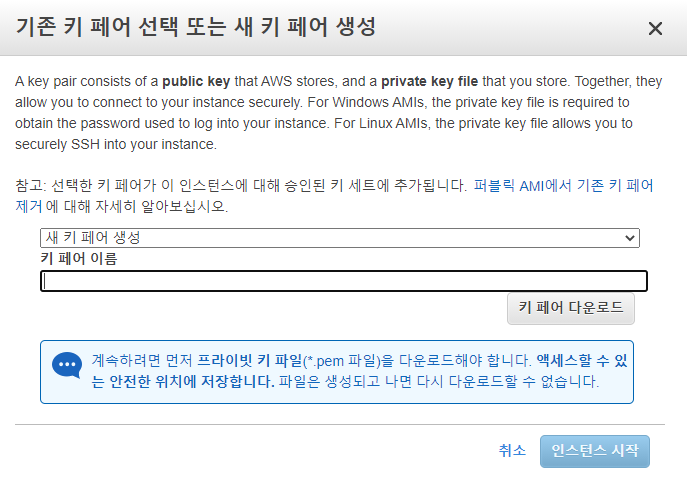 기존 키 페어 선택 또는 새 키 페어 생성
A key pair consists of a public key that AWS stores, and a private key file that you store. Together, they
allow you to connect to your instance securely. For Windows AMIs, the private key file is required to
obtain the password used to log into your instance. For Linux AMIs, the private key file allows you to
securely SSH into your instance.
참고: 선택한 키 페어가 이 인스턴스에 대해 승인된 키 세트에 추가됩니다. 퍼블릭 AMI에서 기존 키 페어
제거 에 대해 자세히 알아보십시오.
새 키 페어 생성
키 페어 이름
키 페어 다운로드
계속하려면 먼저 프라이빗 키 파일(*.pem 파일)을 다운로드해야 합니다. 액세스할 수 있
는 안전한 위치에 저장합니다. 파일은 생성되고 나면 다시 다운로드할 수 없습니다.
취소
인스턴스 시작